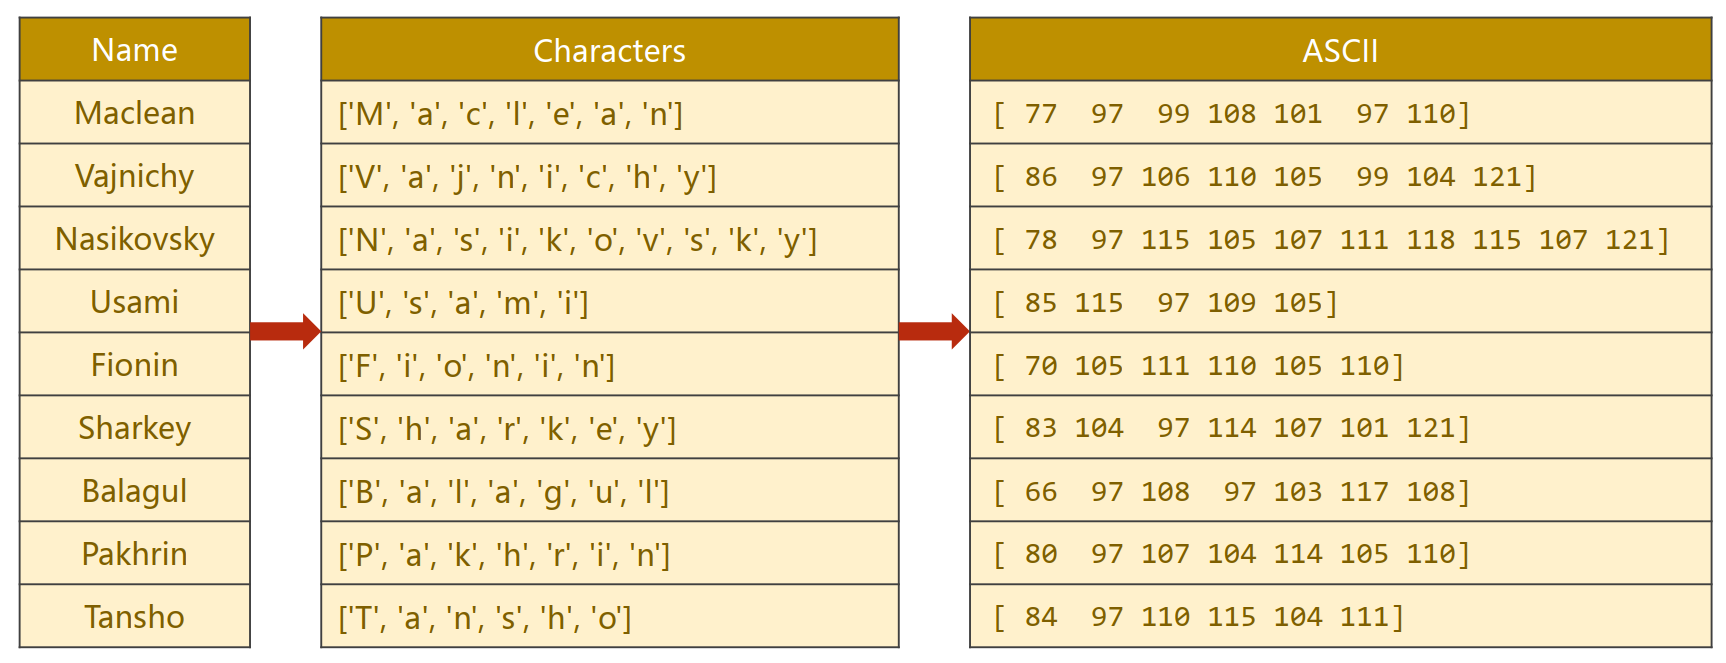 Name Characters ASCII
Maclean ['M', 'a', 'c', 'l', 'e', 'a', 'n'] [ 77  97  99 108 101  97 110]
Vajnichy ['V', 'a', 'j', 'n', 'i', 'c', 'h', 'y'] [ 86  97 106 110 105  99 104 121]
Nasikovsky ['N', 'a', 's', 'i', 'k', 'o', 'v', 's', 'k', 'y'] [ 78  97 115 105 107 111 118 115 107 121]
Usami ['U', 's', 'a', 'm', 'i'] [ 85 115  97 109 105]
Fionin ['F', 'i', 'o', 'n', 'i', 'n'] [ 70 105 111 110 105 110]
Sharkey ['S', 'h', 'a', 'r', 'k', 'e', 'y'] [ 83 104  97 114 107 101 121]
Balagul ['B', 'a', 'l', 'a', 'g', 'u', 'l'] [ 66  97 108  97 103 117 108]
Pakhrin ['P', 'a', 'k', 'h', 'r', 'i', 'n'] [ 80  97 107 104 114 105 110]
Tansho ['T', 'a', 'n', 's', 'h', 'o'] [ 84  97 110 115 104 111]